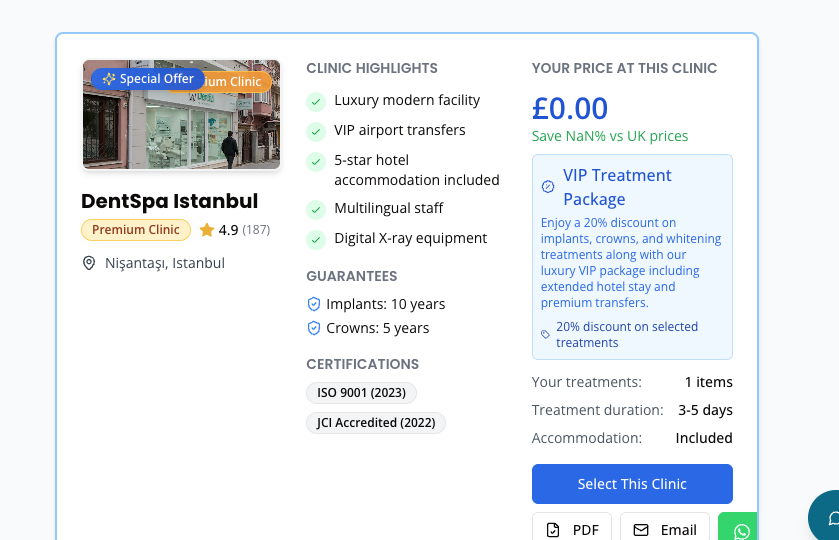 Special Offer
ium Clinic
CLINIC HIGHLIGHTS
Luxury modern facility
VIP airport transfers
5-star hotel
accommodation included
Multilingual staff
Digital X-ray equipment
GUARANTEES
Implants: 10 years
Crowns: 5 years
CERTIFICATIONS
ISO 9001 (2023)
JCI Accredited (2022)
DentSpa Istanbul
Premium Clinic
4.9 (187)
Nişantaşı, Istanbul
YOUR PRICE AT THIS CLINIC
£0.00
Save NaN% vs UK prices
VIP Treatment
Package
Enjoy a 20% discount on
implants, crowns, and whitening
treatments along with our
luxury VIP package including
extended hotel stay and
premium transfers.
20% discount on selected
treatments
Your treatments: 1 items
Treatment duration: 3-5 days
Accommodation: Included
Select This Clinic
PDF
Email